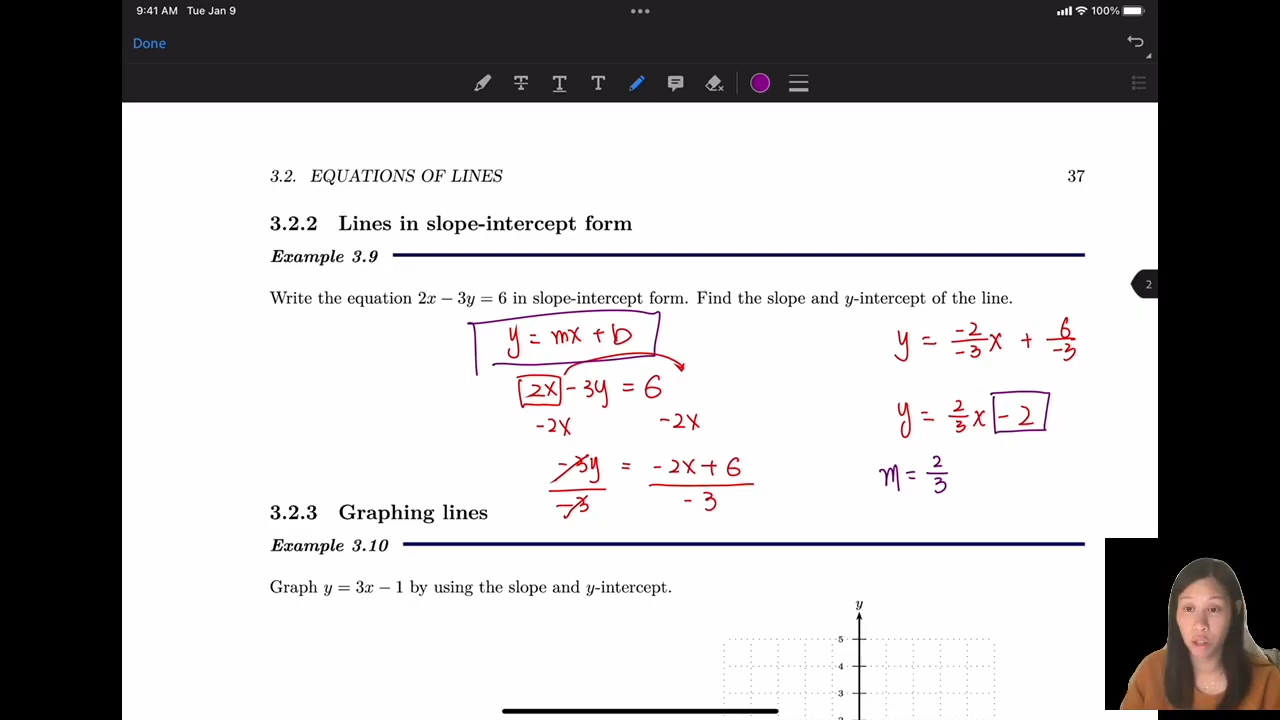 9:41 AM Tue Jan 9
100%
Done
T T T
2
3.2. EQUATIONS OF LINES 37
3.2.2 Lines in slope-intercept form
Example 3.9
Write the equation 2x − 3y = 6 in slope-intercept form. Find the slope and y-intercept of the line.
y = mx + b
2x - 3y = 6
-2x -2x
-3y = -2x + 6
-3 -3
y = -2/-3 x + 6/-3
y = 2/3 x - 2
m = 2/3
3.2.3 Graphing lines
Example 3.10
Graph y = 3x − 1 by using the slope and y-intercept.
y
5
4
3